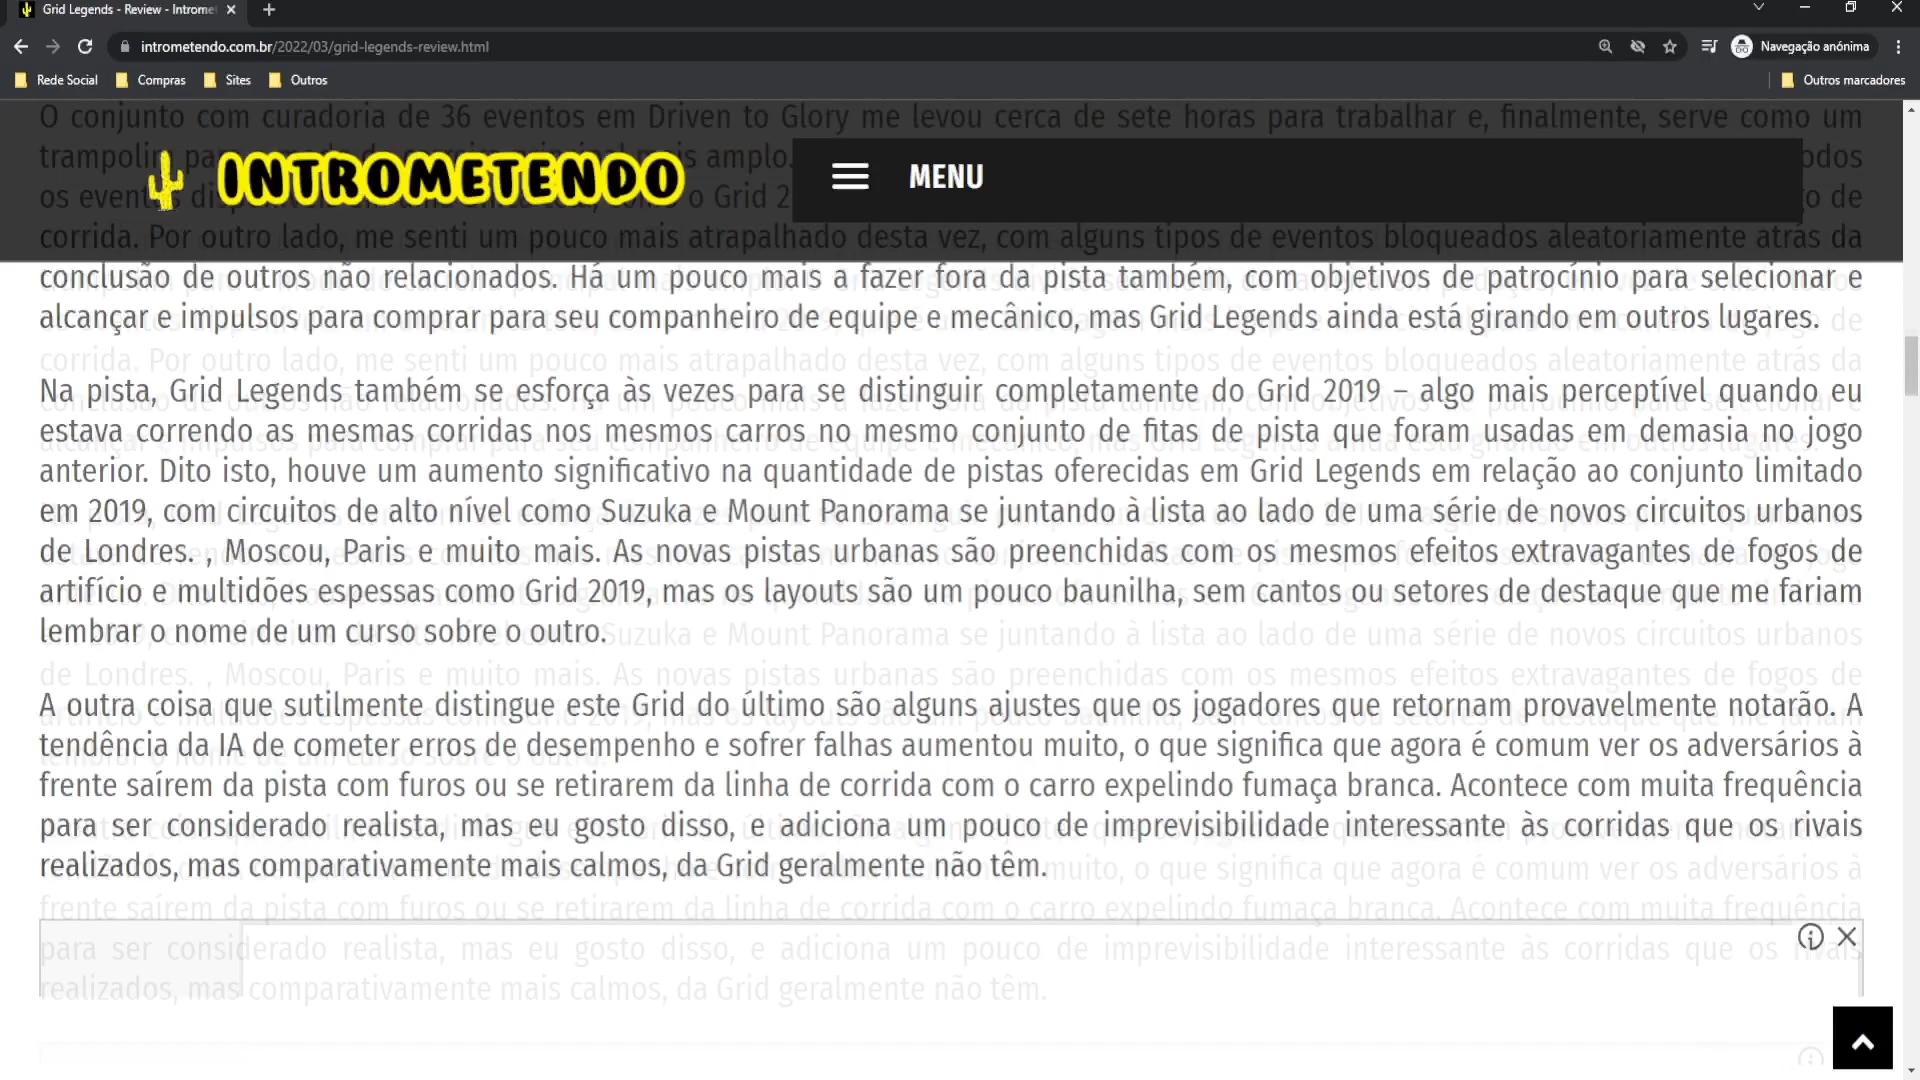 Grid Legends - Review - Introme
intrometendo.com.br/2022/03/grid-legends-review.html
Navegação anónima
Rede Social
Compras
Sites
Outros
Outros marcadores
O conjunto com curadoria de 36 eventos em Driven to Glory me levou cerca de sete horas para trabalhar e, finalmente, serve como um
INTROMETENDO
MENU
corrida. Por outro lado, me senti um pouco mais atrapalhado desta vez, com alguns tipos de eventos bloqueados aleatoriamente atrás da
conclusão de outros não relacionados. Há um pouco mais a fazer fora da pista também, com objetivos de patrocínio para selecionar e
alcançar e impulsos para comprar para seu companheiro de equipe e mecânico, mas Grid Legends ainda está girando em outros lugares.
Na pista, Grid Legends também se esforça às vezes para se distinguir completamente do Grid 2019 – algo mais perceptível quando eu
estava correndo as mesmas corridas nos mesmos carros no mesmo conjunto de fitas de pista que foram usadas em demasia no jogo
anterior. Dito isto, houve um aumento significativo na quantidade de pistas oferecidas em Grid Legends em relação ao conjunto limitado
em 2019, com circuitos de alto nível como Suzuka e Mount Panorama se juntando à lista ao lado de uma série de novos circuitos urbanos
de Londres. , Moscou, Paris e muito mais. As novas pistas urbanas são preenchidas com os mesmos efeitos extravagantes de fogos de
artifício e multidões espessas como Grid 2019, mas os layouts são um pouco baunilha, sem cantos ou setores de destaque que me fariam
lembrar o nome de um curso sobre o outro.
A outra coisa que sutilmente distingue este Grid do último são alguns ajustes que os jogadores que retornam provavelmente notarão. A
tendência da IA de cometer erros de desempenho e sofrer falhas aumentou muito, o que significa que agora é comum ver os adversários à
frente saírem da pista com furos ou se retirarem da linha de corrida com o carro expelindo fumaça branca. Acontece com muita frequência
para ser considerado realista, mas eu gosto disso, e adiciona um pouco de imprevisibilidade interessante às corridas que os rivais
realizados, mas comparativamente mais calmos, da Grid geralmente não têm.